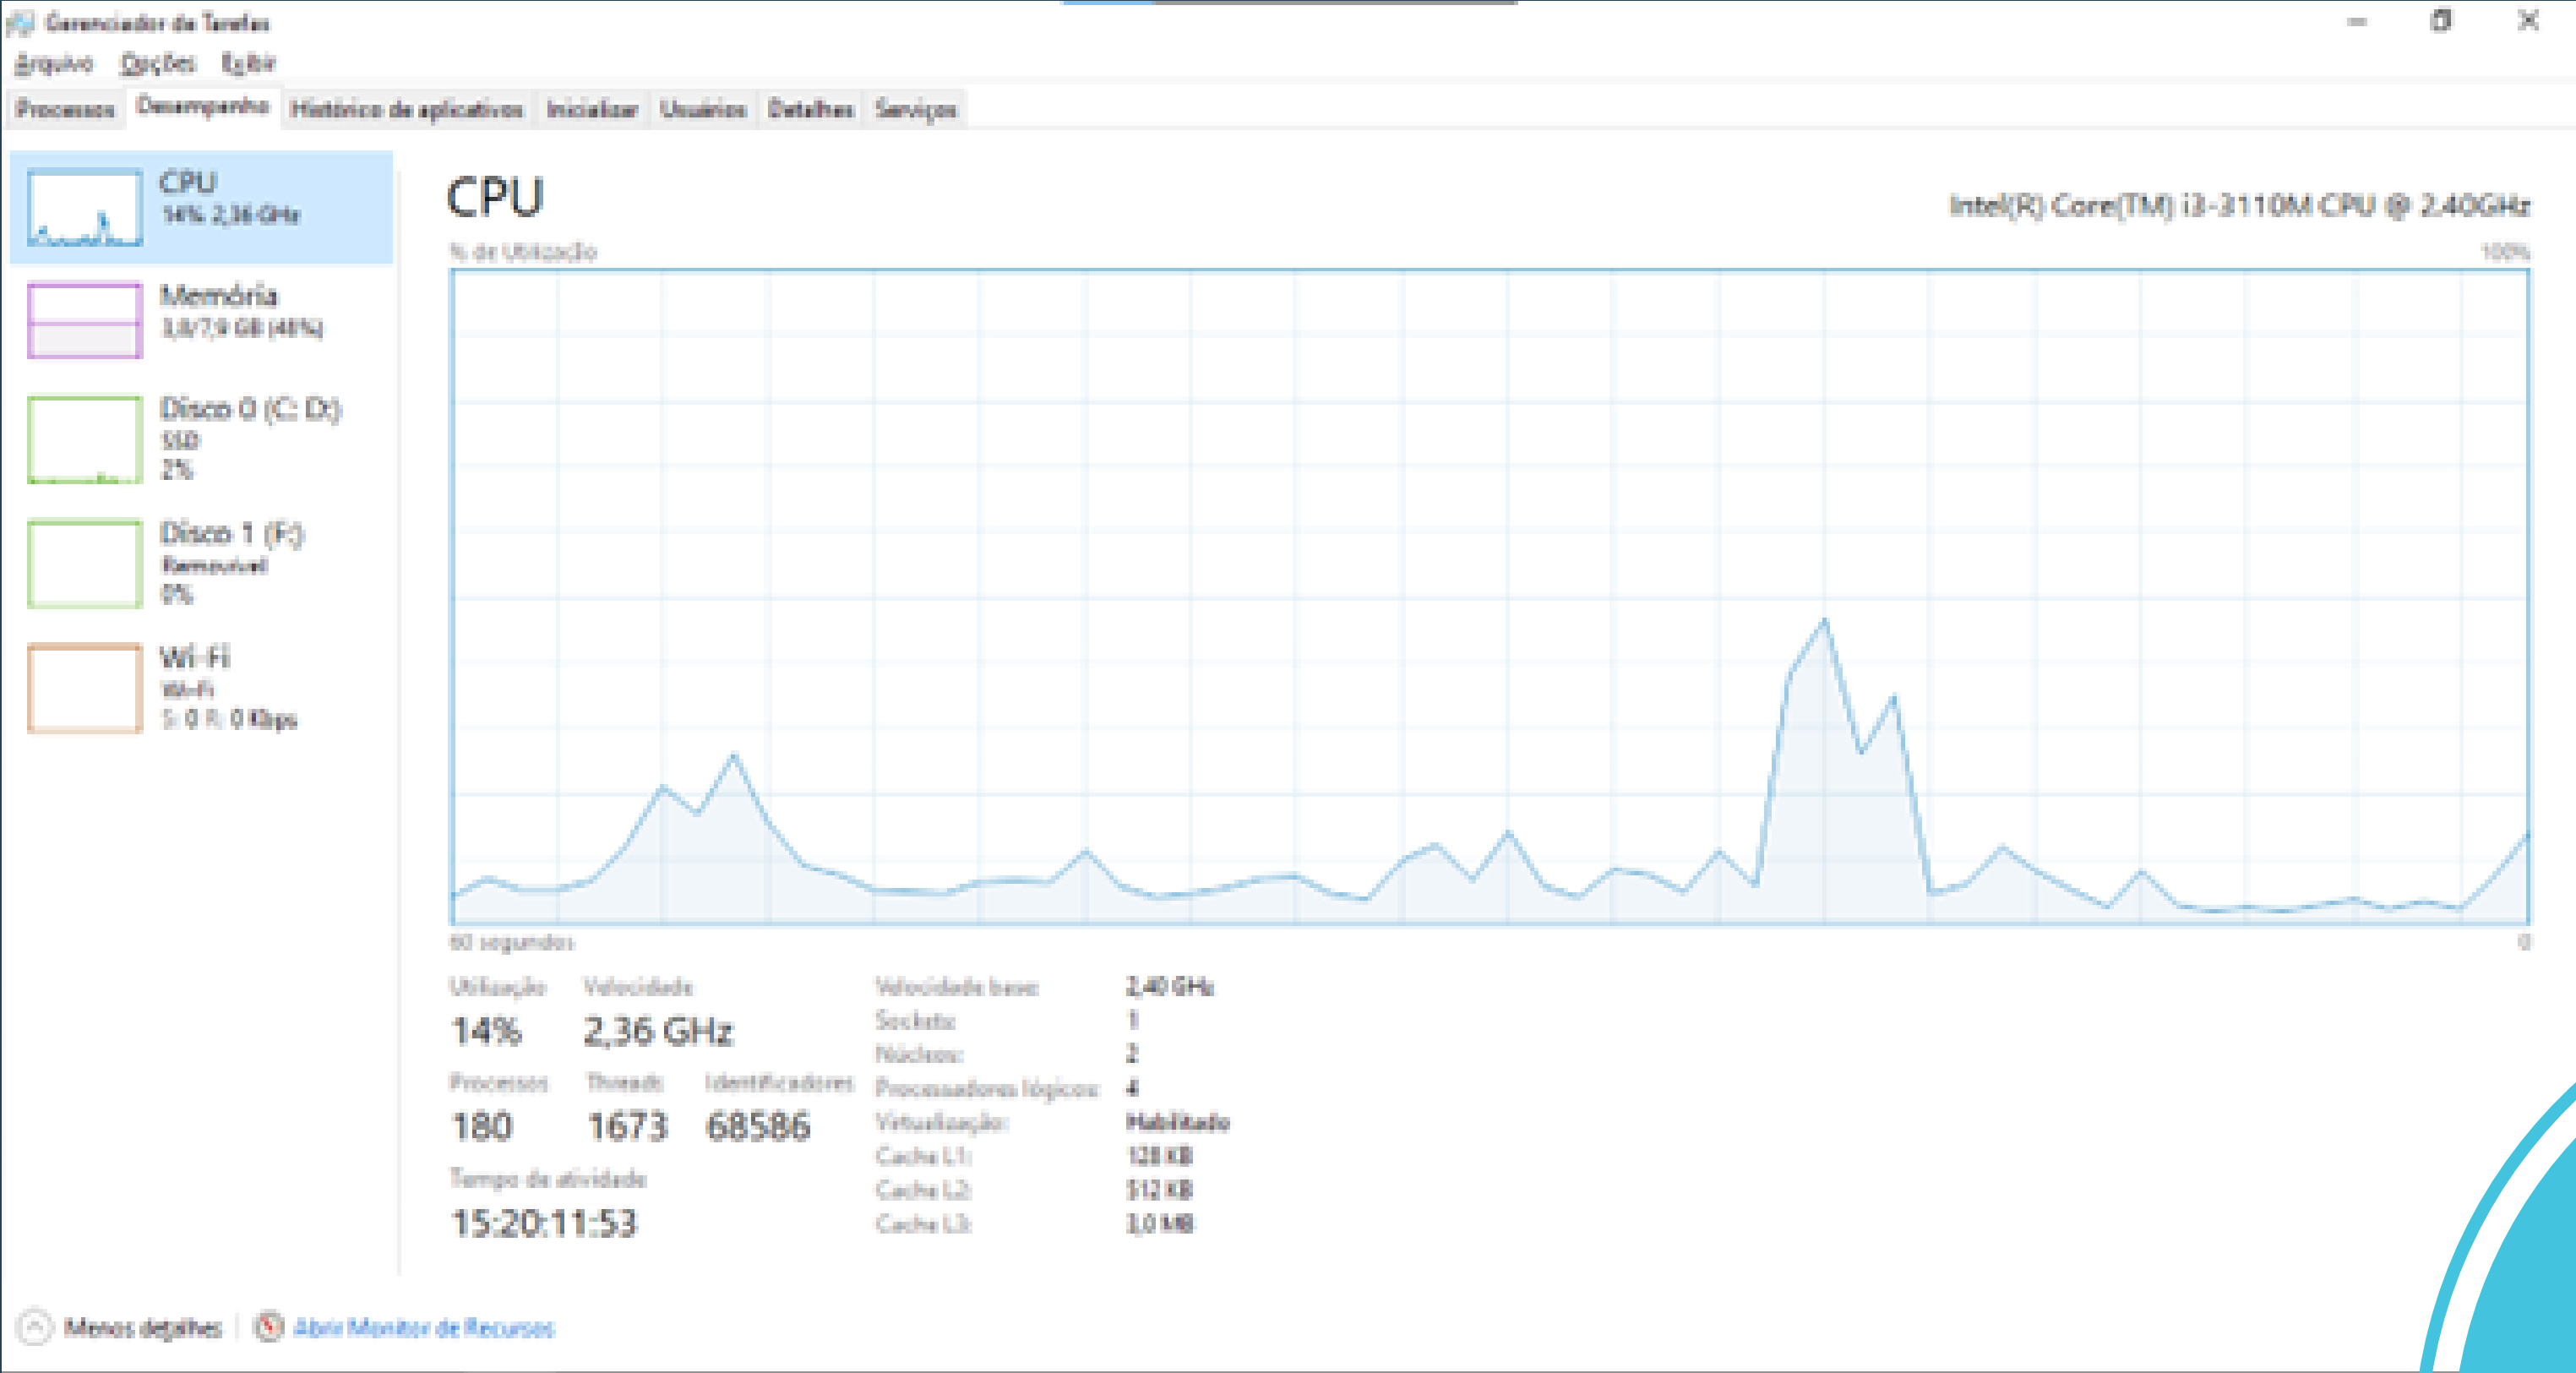 Gerenciador de Tarefas
Arquivo Opções Exibir
Processos Desempenho Histórico de aplicativos Inicializar Usuários Detalhes Serviços
CPU
14% 2,36 GHz
Memória
3,8/7,9 GB (48%)
Disco 0 (C: D:)
SSD
2%
Disco 1 (F:)
Removível
0%
Wi-Fi
Wi-Fi
S: 0 R: 0 Kbps
CPU
Intel(R) Core(TM) i3-3110M CPU @ 2.40GHz
% de Utilização
100%
60 segundos
0
Utilização Velocidade
14% 2,36 GHz
Processos Threads Identificadores
180 1673 68586
Tempo de atividade
15:20:11:53
Velocidade base: 2,40 GHz
Sockets: 1
Núcleos: 2
Processadores lógicos: 4
Virtualização: Habilitado
Cache L1: 128 KB
Cache L2: 512 KB
Cache L3: 3,0 MB
Menos detalhes
Abrir Monitor de Recursos